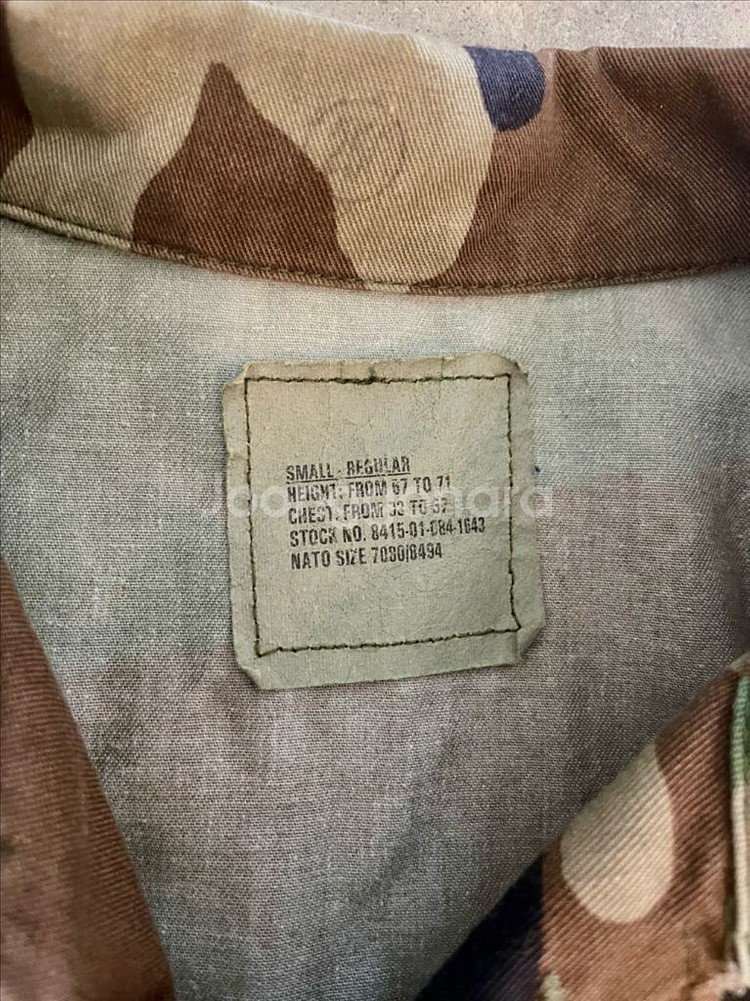 SMALL - REGULAR
HEIGHT: FROM 67 TO 71
CHEST: FROM 33 TO 37
STOCK NO. 8415-01-084-1643
NATO SIZE 7080/8494